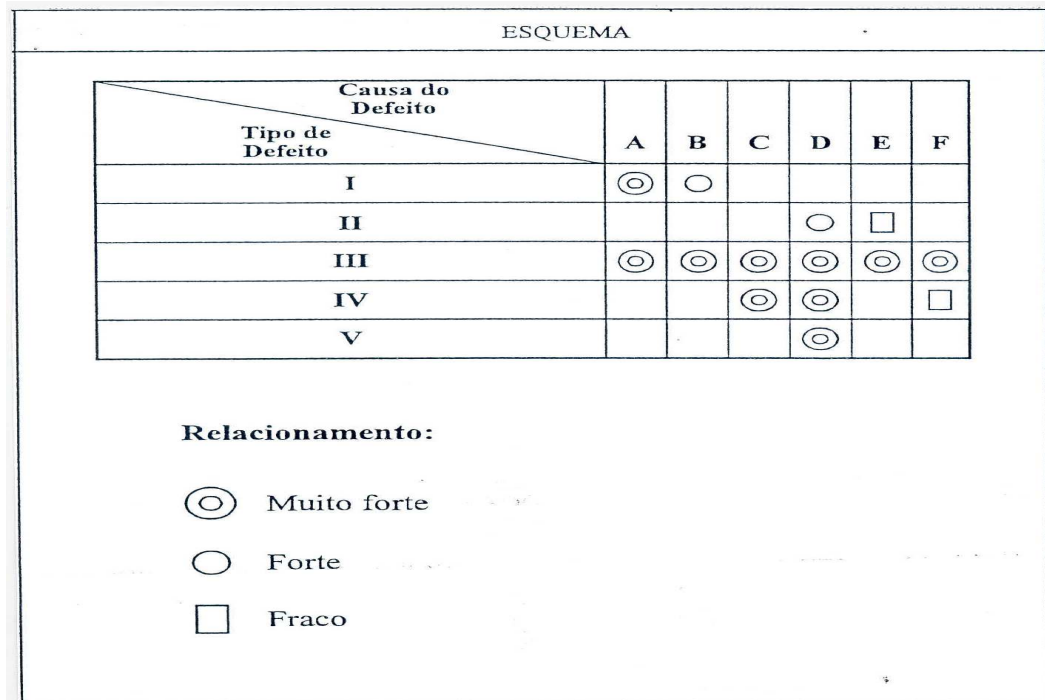 ESQUEMA
Causa do
Defeito
Tipo de
Defeito
A B C D E F
I
II
III
IV
V
Relacionamento:
Muito forte
Forte
Fraco